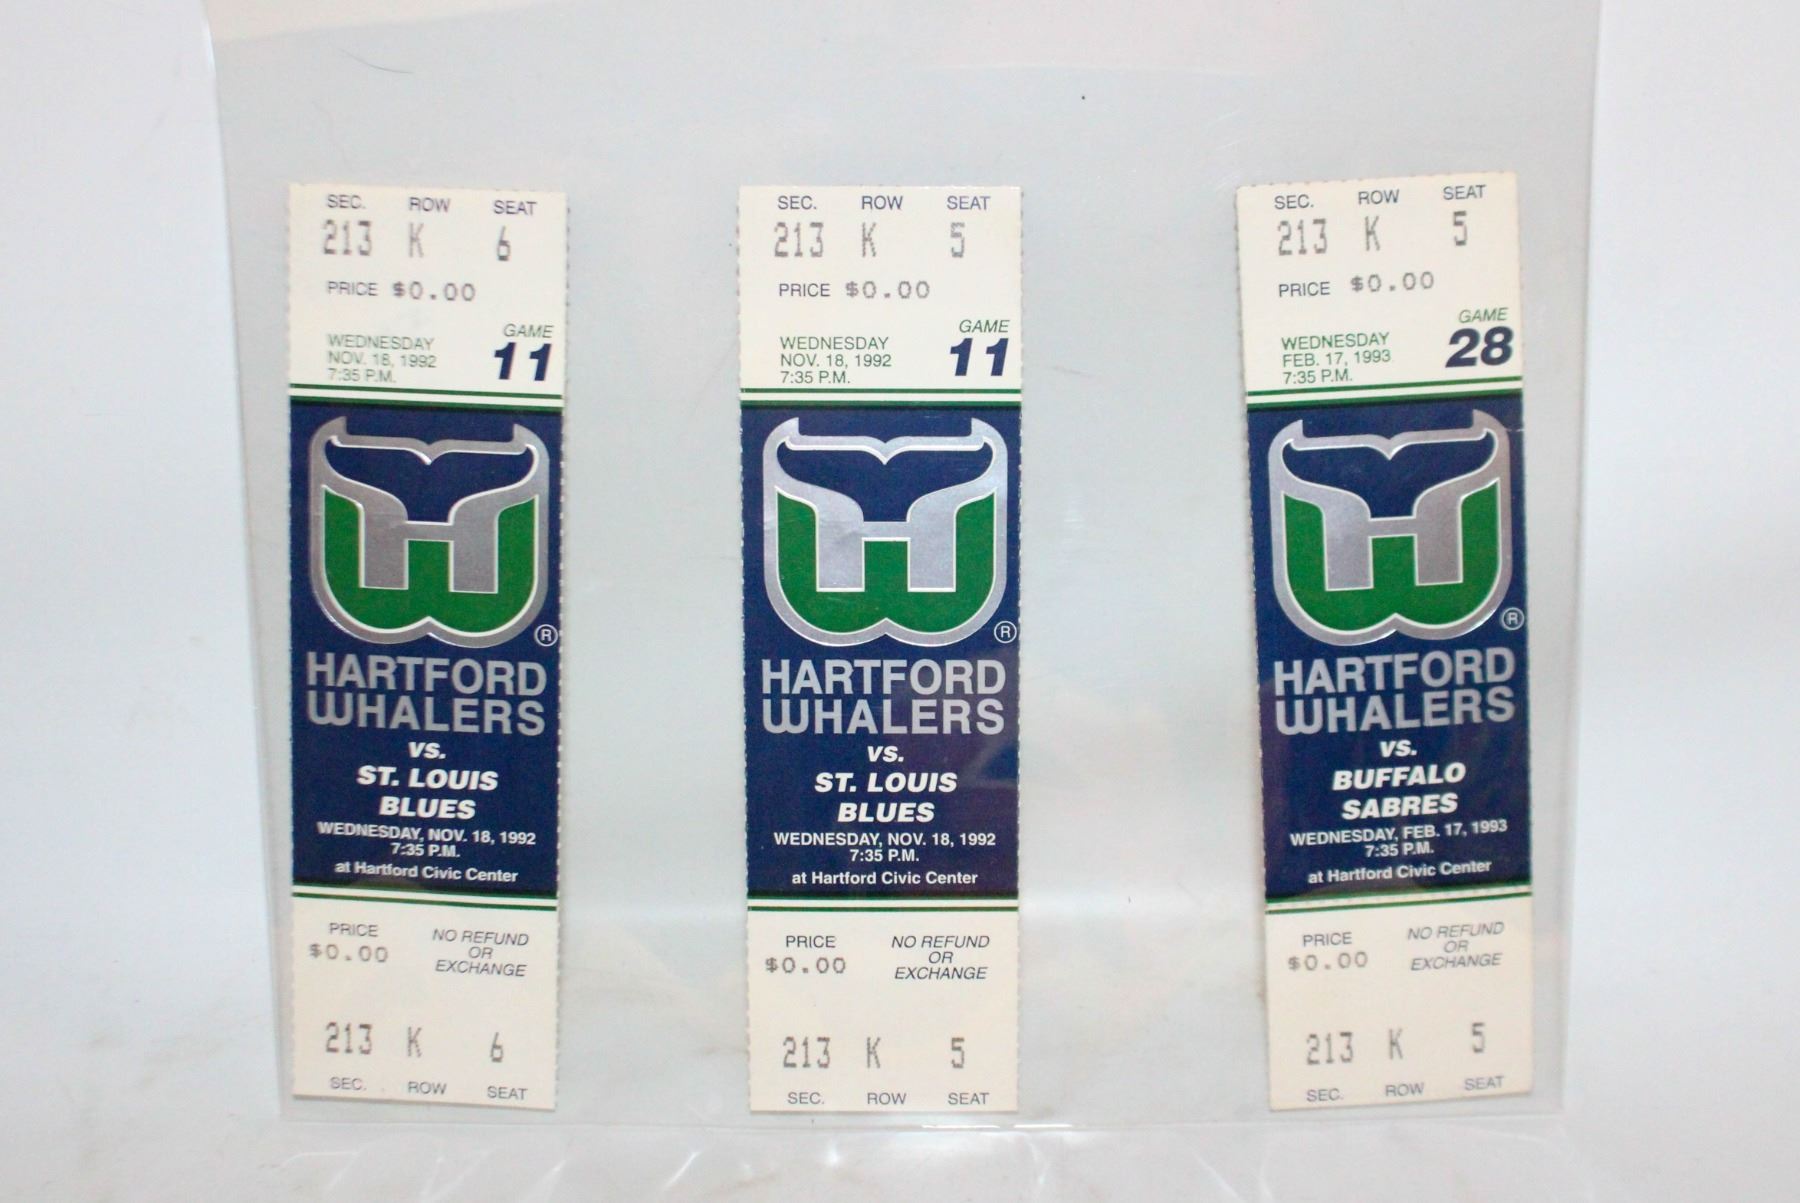 SEC. ROW SEAT
213 K 6
PRICE $0.00
GAME
WEDNESDAY
NOV. 18, 1992
7:35 P.M.
11
®
HARTFORD
WHALERS
VS.
ST. LOUIS
BLUES
WEDNESDAY, NOV. 18, 1992
7:35 P.M.
at Hartford Civic Center
PRICE
$0.00
NO REFUND
OR
EXCHANGE
213 K 6
SEC. ROW SEAT
SEC. ROW SEAT
213 K 5
PRICE $0.00
GAME
WEDNESDAY
NOV. 18, 1992
7:35 P.M.
11
®
HARTFORD
WHALERS
VS.
ST. LOUIS
BLUES
WEDNESDAY, NOV. 18, 1992
7:35 P.M.
at Hartford Civic Center
PRICE
$0.00
NO REFUND
OR
EXCHANGE
213 K 5
SEC. ROW SEAT
SEC. ROW SEAT
213 K 5
PRICE $0.00
GAME
WEDNESDAY
FEB. 17, 1993
7:35 P.M.
28
®
HARTFORD
WHALERS
VS.
BUFFALO
SABRES
WEDNESDAY, FEB. 17, 1993
7:35 P.M.
at Hartford Civic Center
PRICE
$0.00
NO REFUND
OR
EXCHANGE
213 K 5
SEC. ROW SEAT